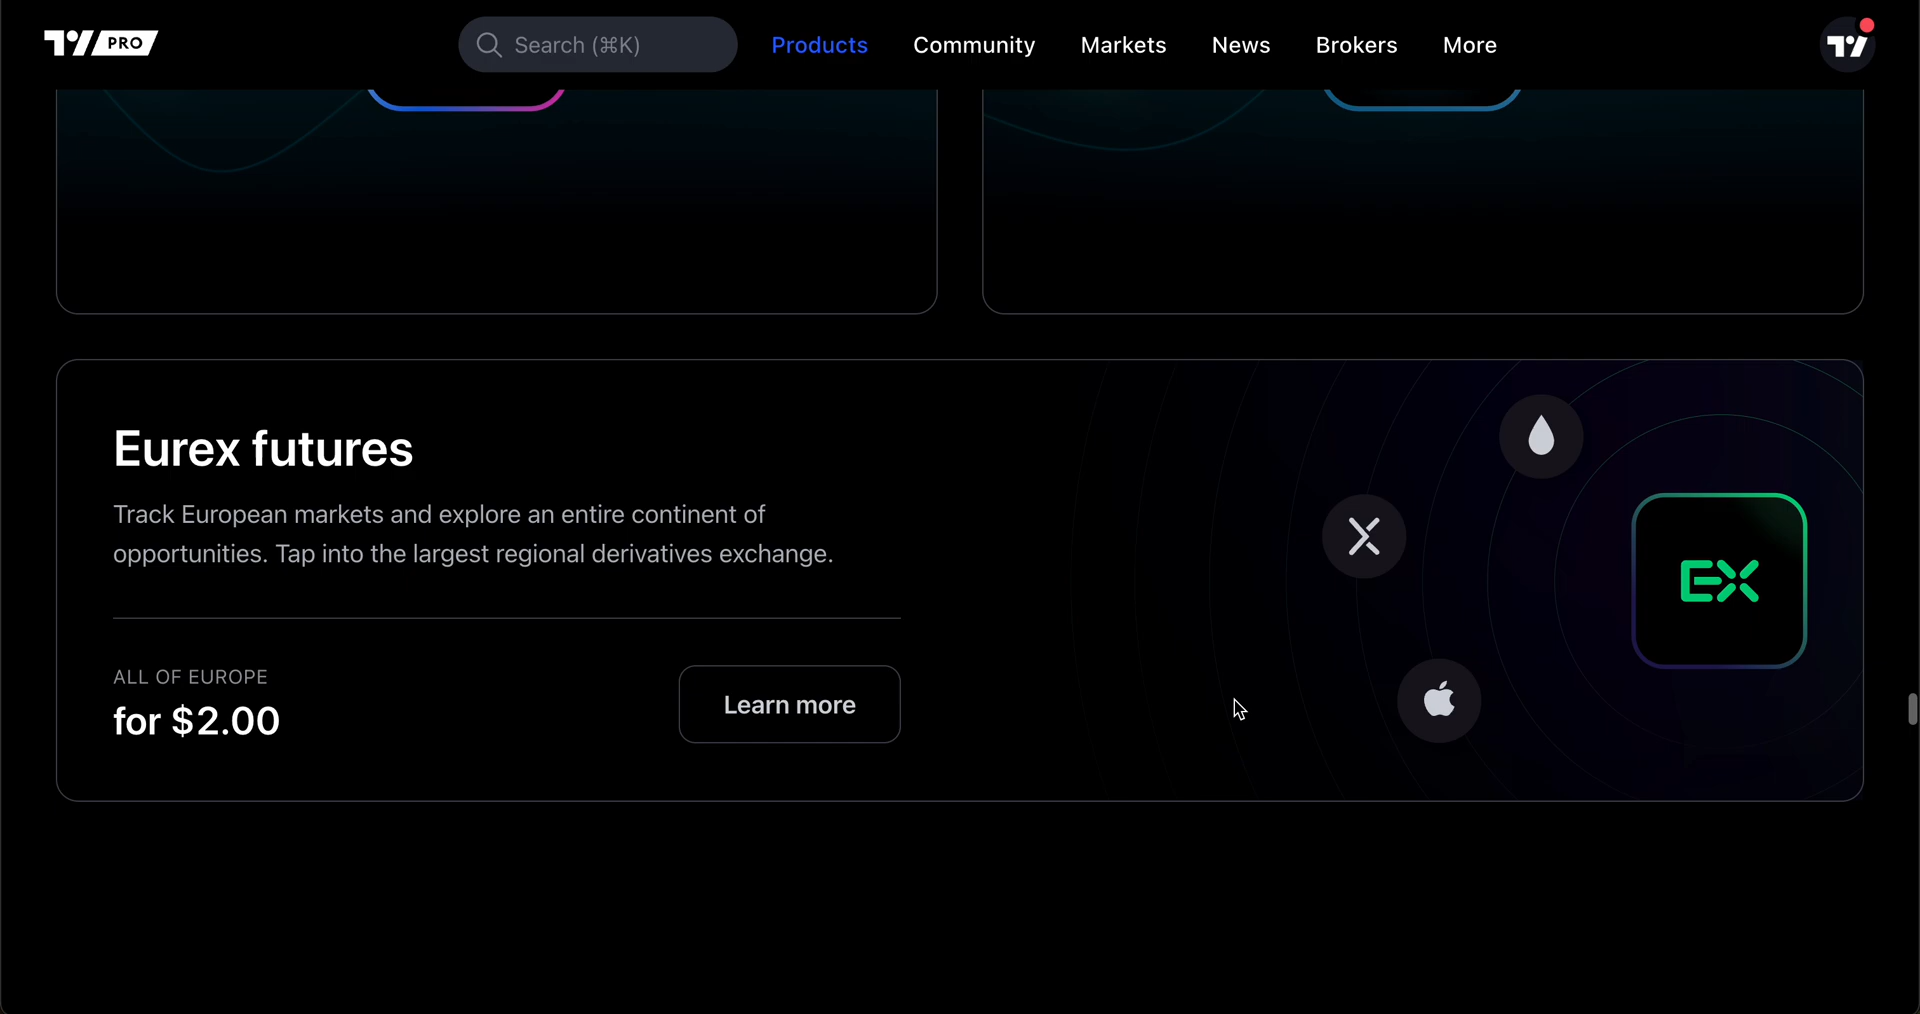 PRO
Search (⌘K)
Products
Community
Markets
News
Brokers
More
Eurex futures
Track European markets and explore an entire continent of
opportunities. Tap into the largest regional derivatives exchange.
ALL OF EUROPE
for $2.00
Learn more
EX